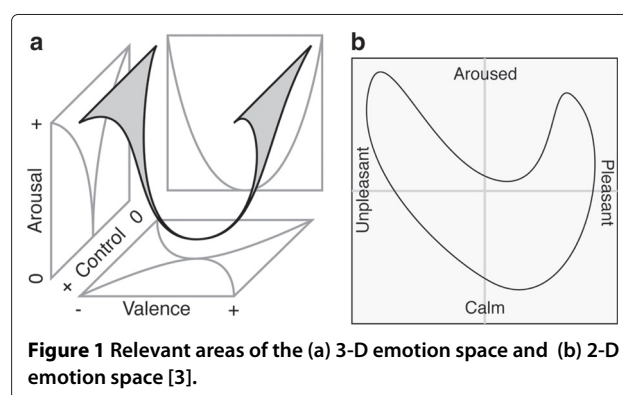 a
b
Aroused
+
Arousal
0
Unpleasant
Pleasant
+ Control 0
- Valence +
Calm
Figure 1 Relevant areas of the (a) 3-D emotion space and (b) 2-D
emotion space [3].